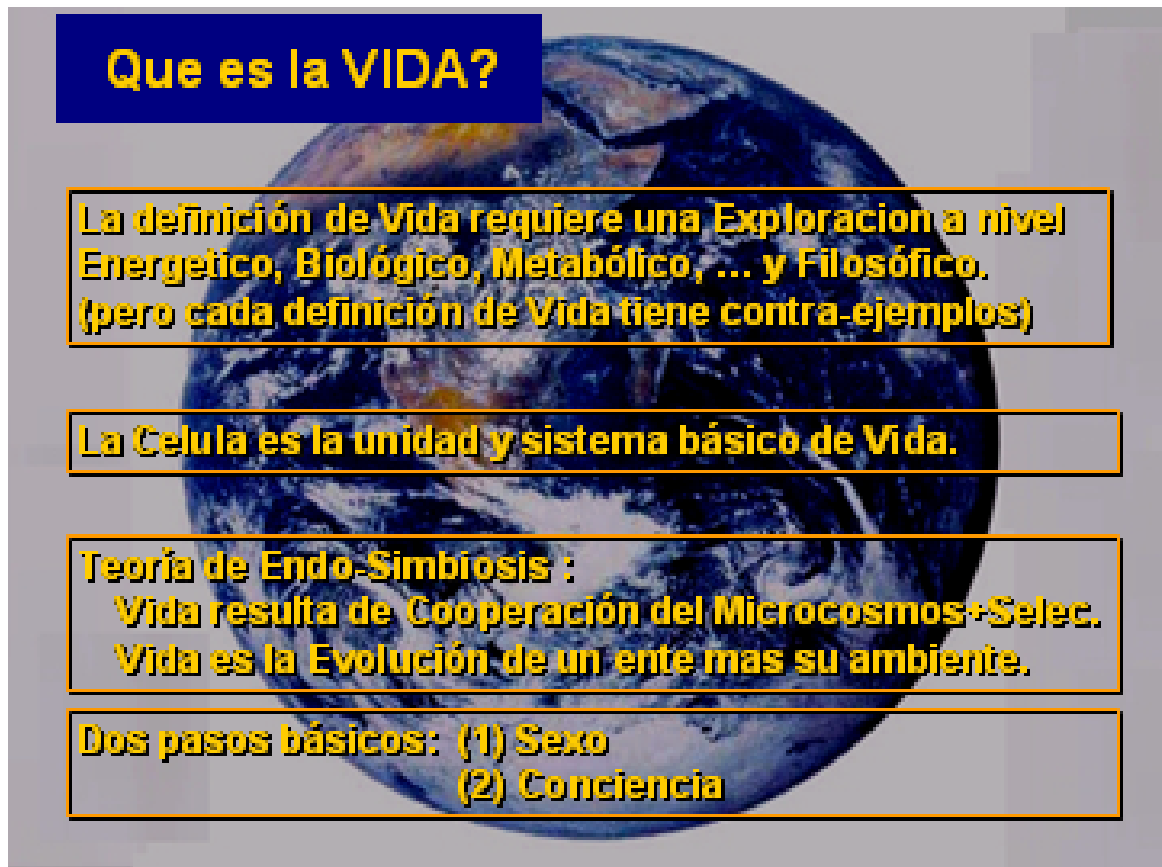 Que es la VIDA?
La definición de Vida requiere una Exploracion a nivel
Energetico, Biológico, Metabólico, ... y Filosófico.
(pero cada definición de Vida tiene contra-ejemplos)
La Celula es la unidad y sistema básico de Vida.
Teoría de Endo-Simbiosis :
Vida resulta de Cooperación del Microcosmos+Selec.
Vida es la Evolución de un ente mas su ambiente.
Dos pasos básicos: (1) Sexo
(2) Conciencia